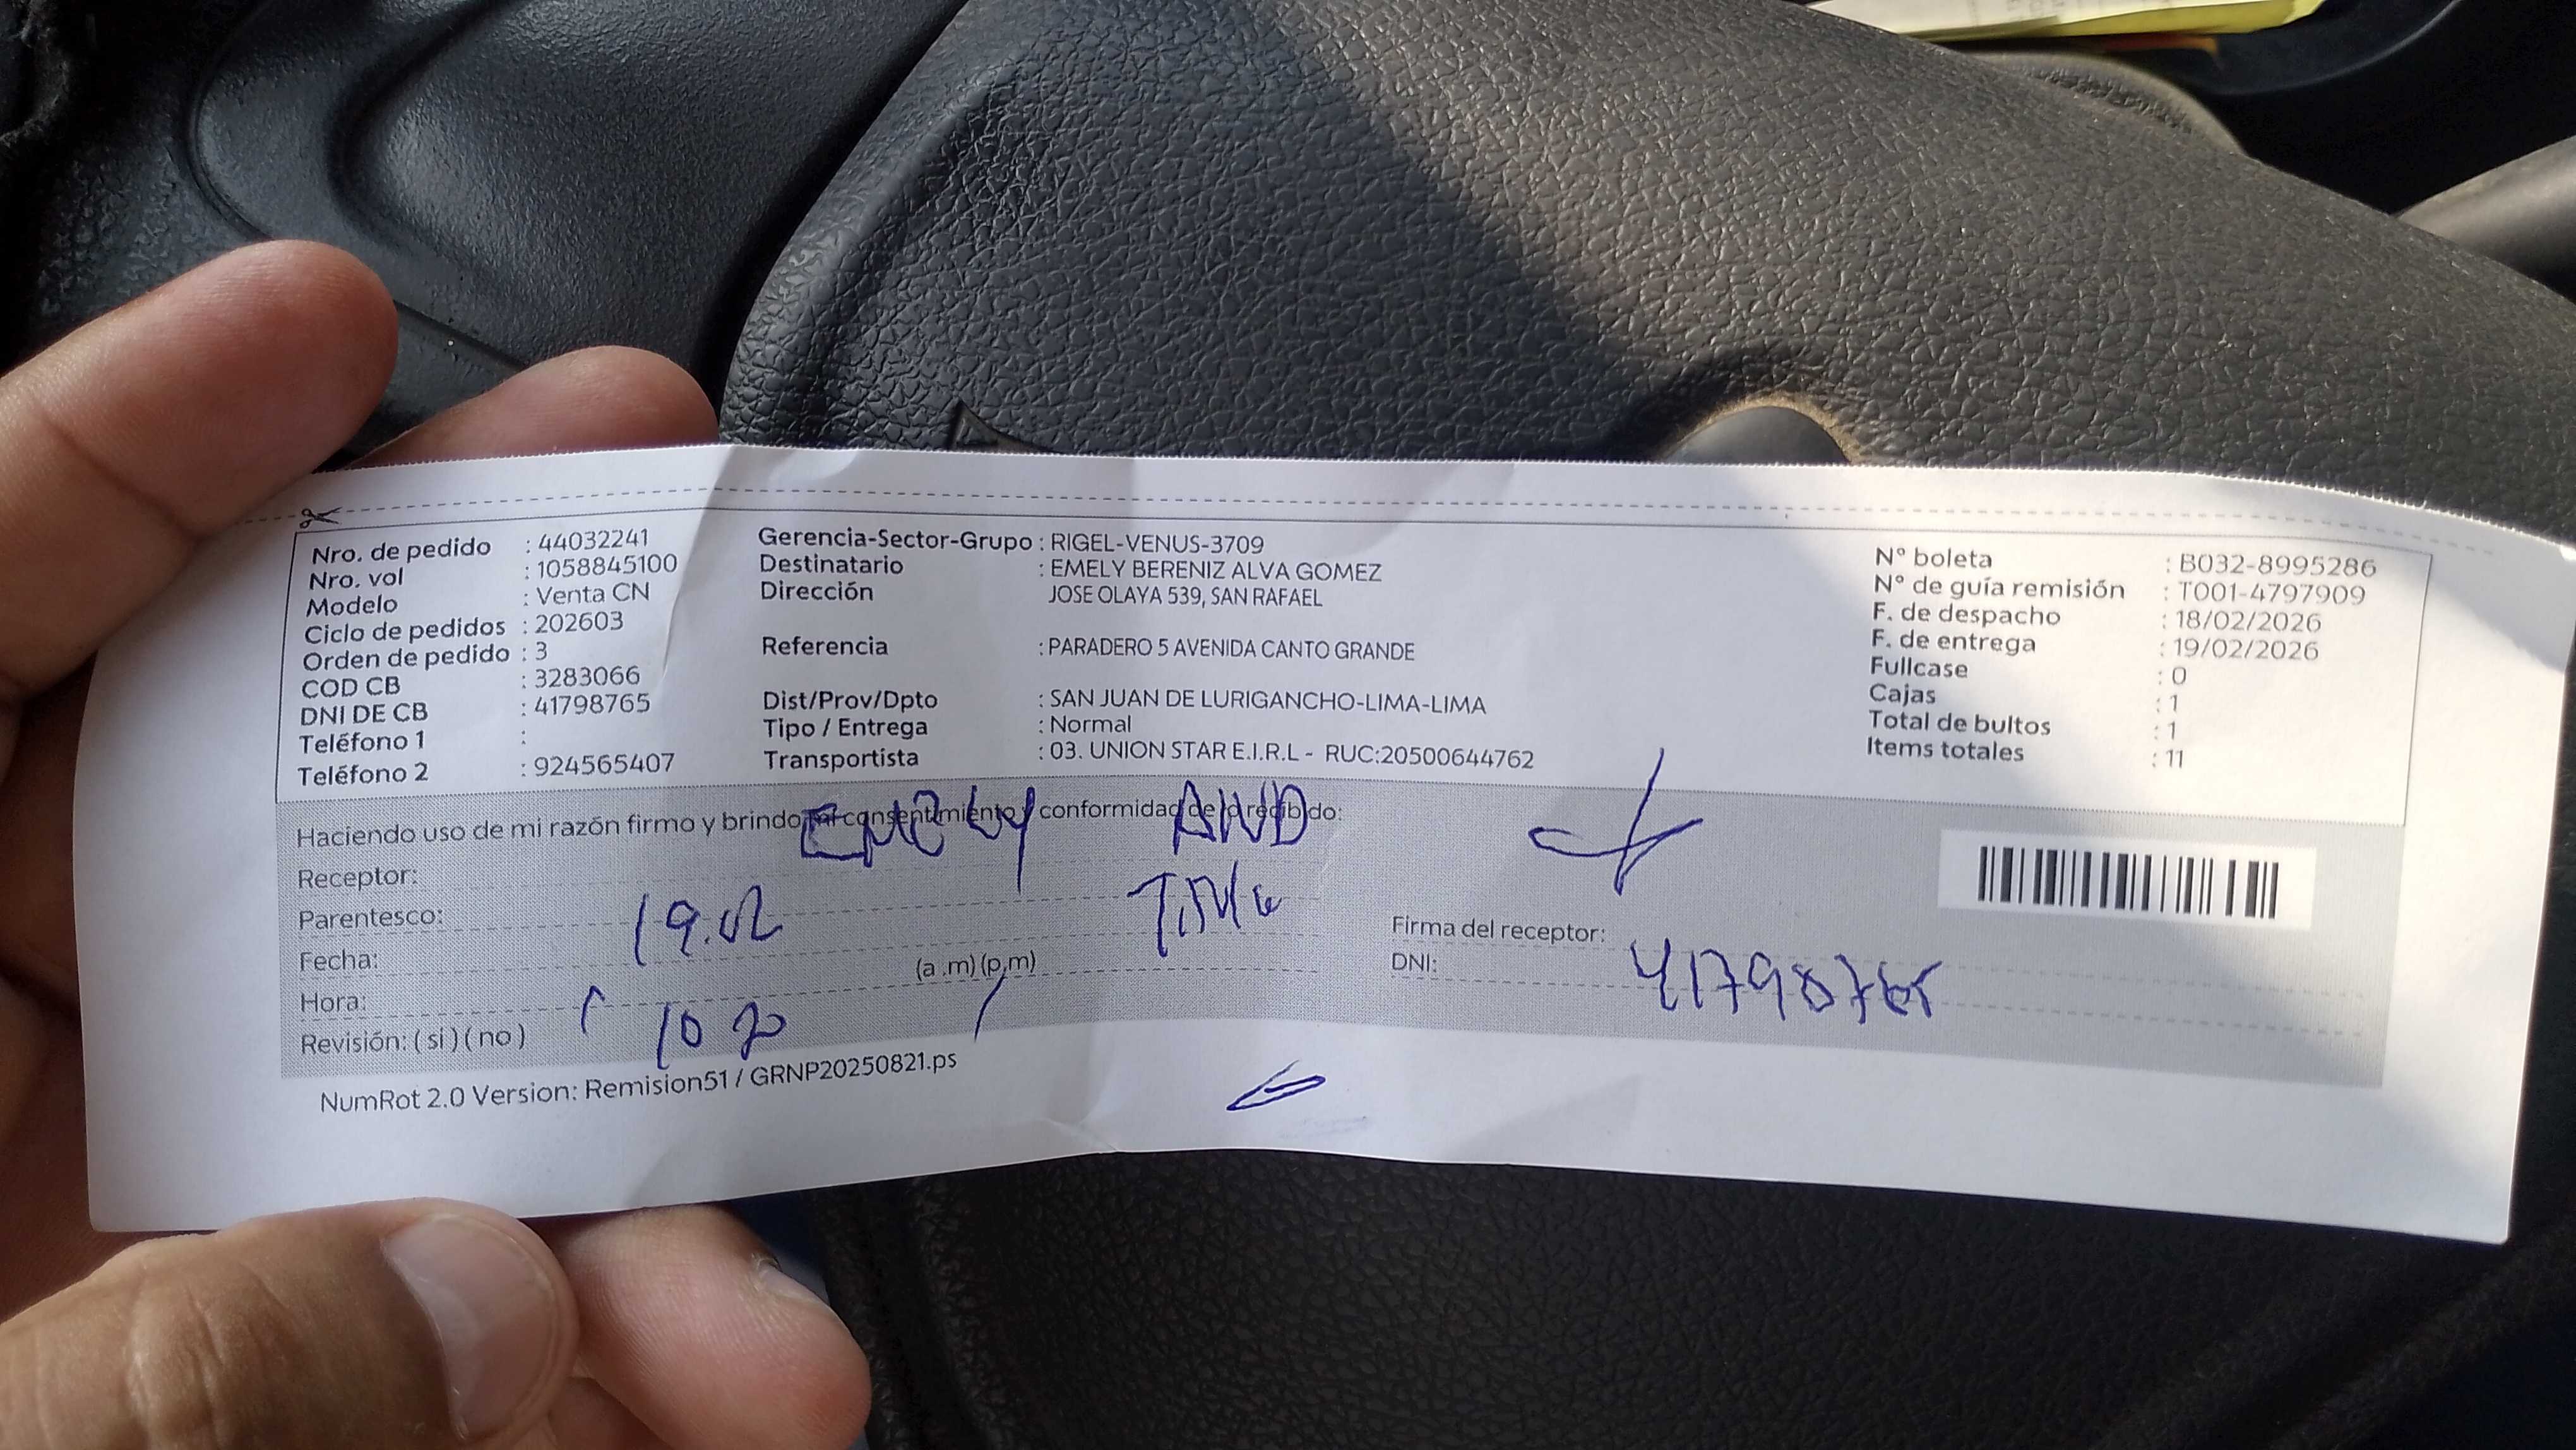 Nro. de pedido : 44032241
Nro. vol : 1058845100
Modelo : Venta CN
Ciclo de pedidos : 202603
Orden de pedido : 3
COD CB : 3283066
DNI DE CB : 41798765
Teléfono 1 :
Teléfono 2 : 924565407
Gerencia-Sector-Grupo : RIGEL-VENUS-3709
Destinatario : EMELY BERENIZ ALVA GOMEZ
Dirección JOSE OLAYA 539, SAN RAFAEL
Referencia : PARADERO 5 AVENIDA CANTO GRANDE
Dist/Prov/Dpto : SAN JUAN DE LURIGANCHO-LIMA-LIMA
Tipo / Entrega : Normal
Transportista : 03. UNION STAR E.I.R.L - RUC:20500644762
N° boleta : B032-8995286
N° de guía remisión : T001-4797909
F. de despacho : 18/02/2026
F. de entrega : 19/02/2026
Fullcase : 0
Cajas : 1
Total de bultos : 1
Items totales : 11
Haciendo uso de mi razón firmo y brindo mi consentimiento y conformidad de lo recibido:
Receptor:
Parentesco:
Fecha: 19.02
Hora: (a .m) (p,m)
Revisión: ( si ) ( no ) 10 20
Firma del receptor:
DNI: 41798765
NumRot 2.0 Version: Remision51 / GRNP20250821.ps